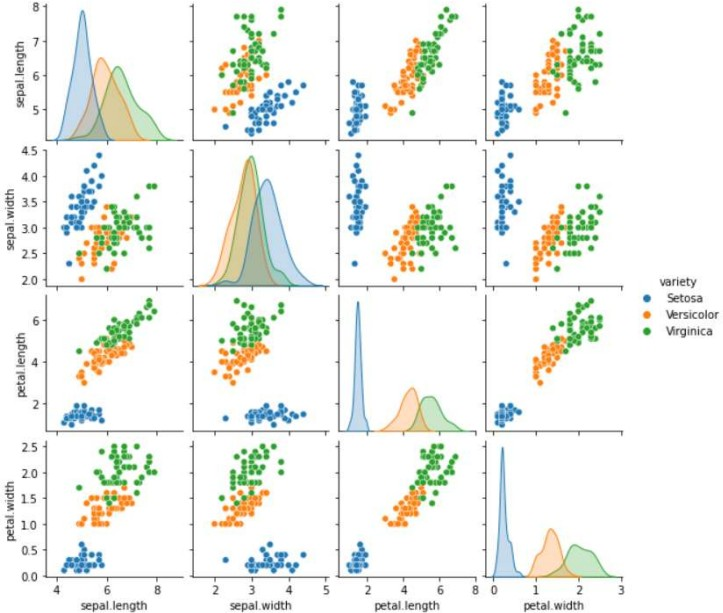 8
7
6
5
sepal.length
4.5
4.0
3.5
3.0
2.5
2.0
sepal.width
variety
Setosa
Versicolor
Virginica
6
4
2
petal.length
2.5
2.0
1.5
1.0
0.5
0.0
petal.width
4 6 8
2 3 4 5
2 4 6 8
0 1 2 3
sepal.length sepal.width petal.length petal.width